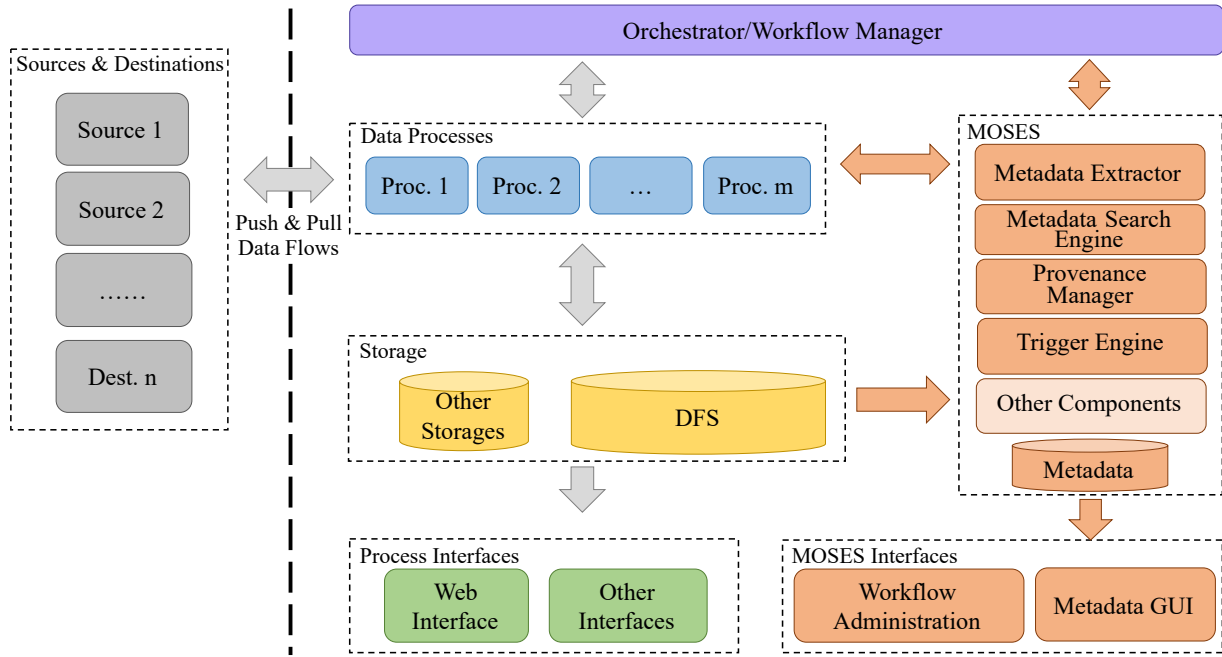 Orchestrator/Workflow Manager
Sources & Destinations
Source 1
Source 2
……
Dest. n
Push & Pull
Data Flows
Data Processes
Proc. 1
Proc. 2
…
Proc. m
Storage
Other
Storages
DFS
Process Interfaces
Web
Interface
Other
Interfaces
MOSES
Metadata Extractor
Metadata Search
Engine
Provenance
Manager
Trigger Engine
Other Components
Metadata
MOSES Interfaces
Workflow
Administration
Metadata GUI